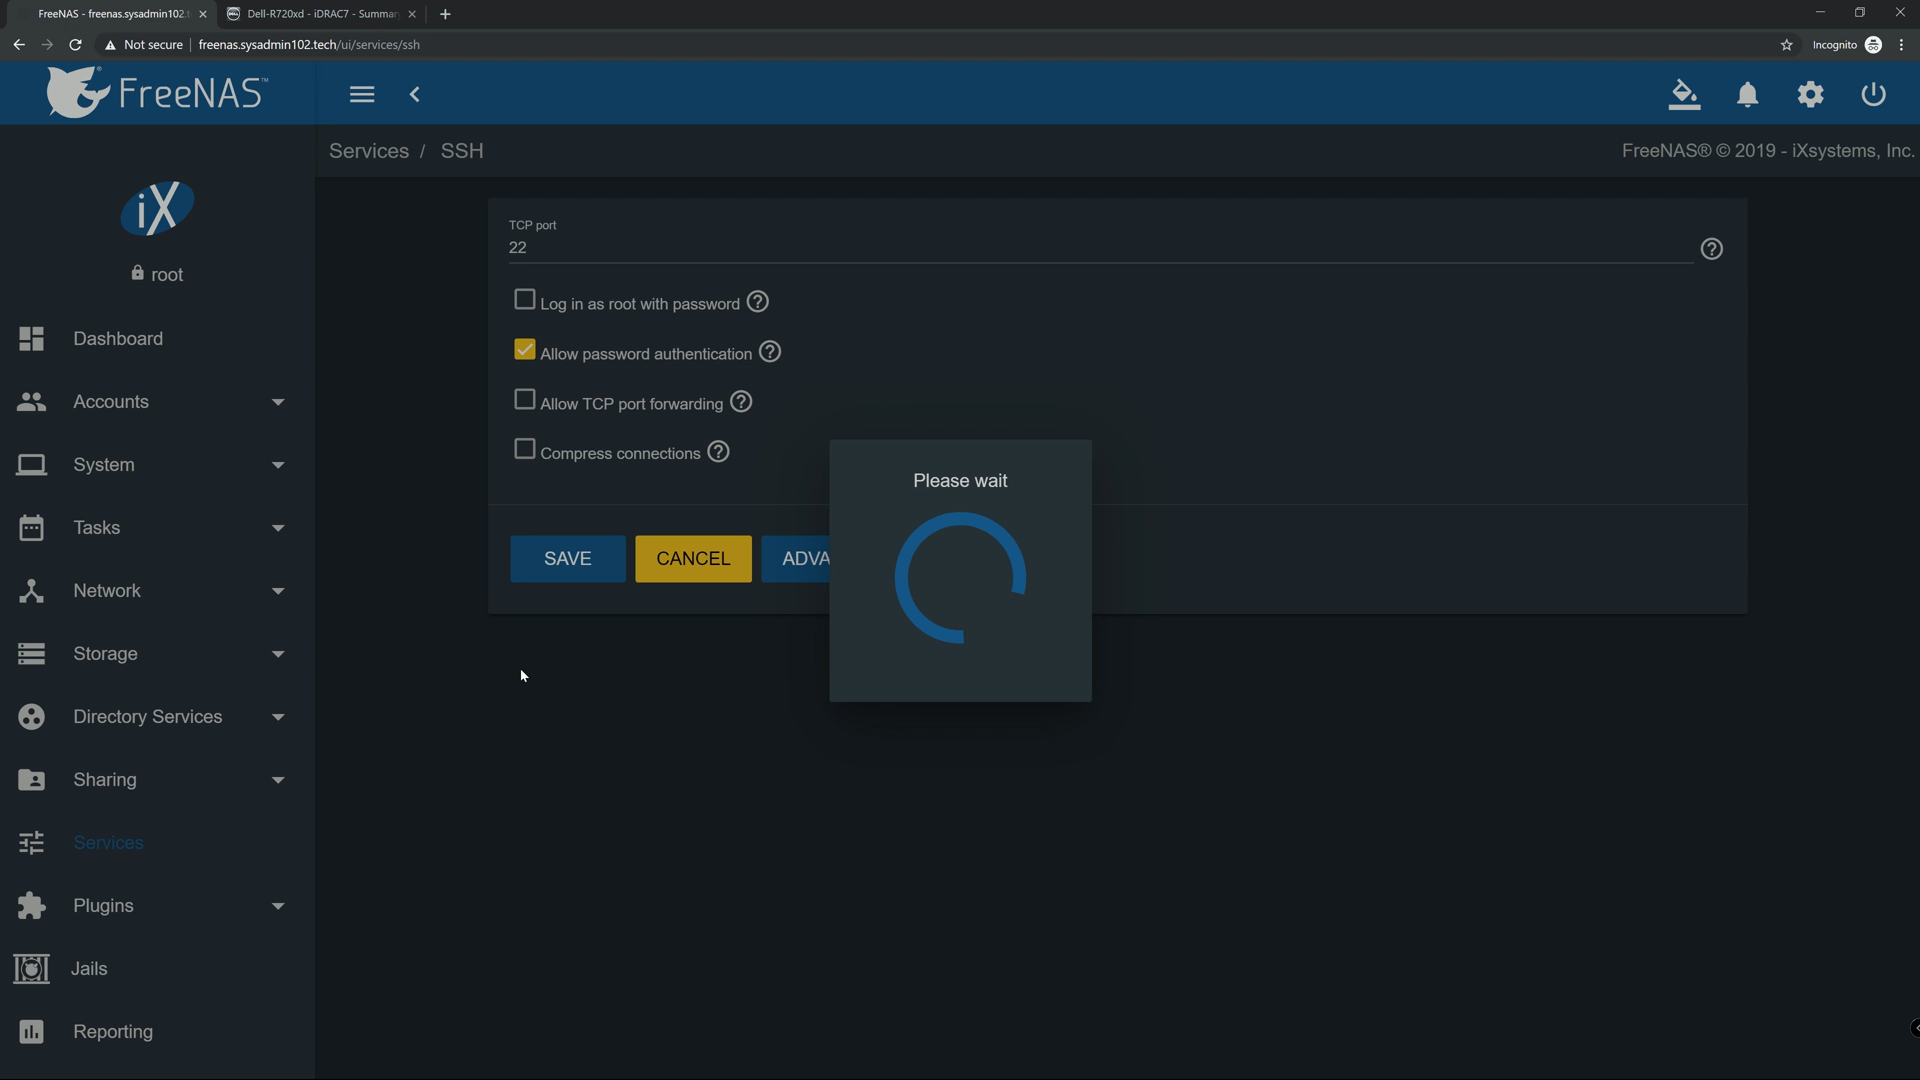 FreeNAS - freenas.sysadmin102.t
Dell-R720xd - iDRAC7 - Summar
Not secure
freenas.sysadmin102.tech/ui/services/ssh
Incognito
FreeNAS™
Services / SSH
FreeNAS® © 2019 - iXsystems, Inc.
iX
root
Dashboard
Accounts
System
Tasks
Network
Storage
Directory Services
Sharing
Services
Plugins
Jails
Reporting
TCP port
22
Log in as root with password
Allow password authentication
Allow TCP port forwarding
Compress connections
SAVE
CANCEL
ADVA
Please wait